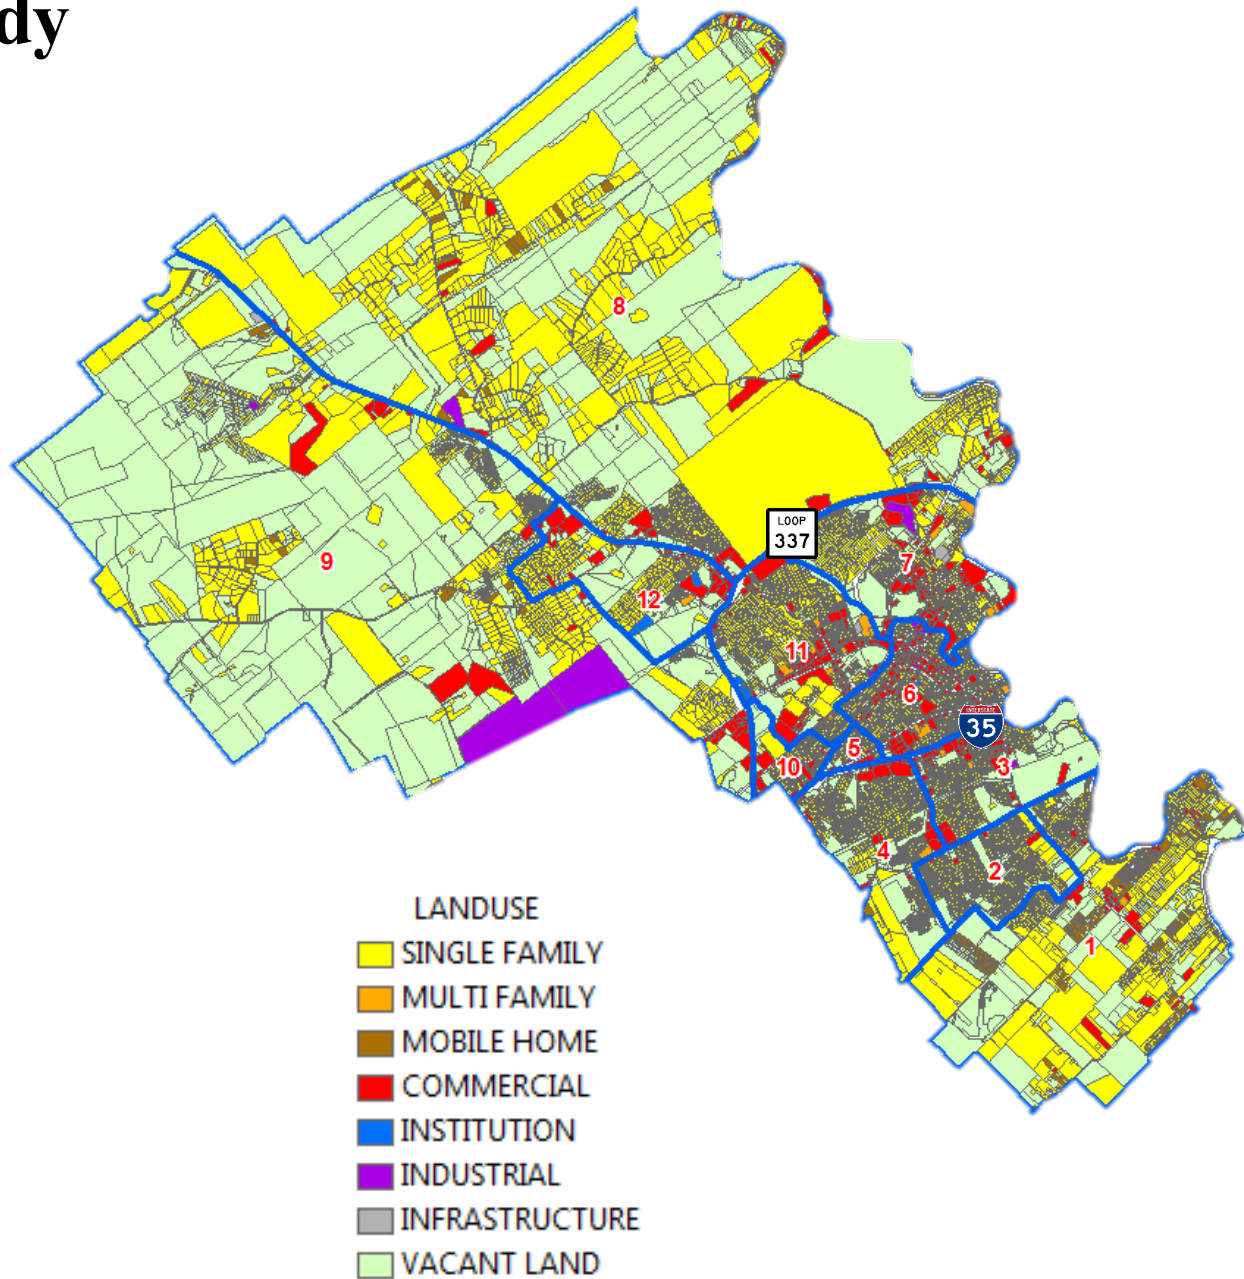 dy
8
9
LOOP
337
7
12
11
6
INTERSTATE
35
5
10
3
4
2
1
LANDUSE
SINGLE FAMILY
MULTI FAMILY
MOBILE HOME
COMMERCIAL
INSTITUTION
INDUSTRIAL
INFRASTRUCTURE
VACANT LAND